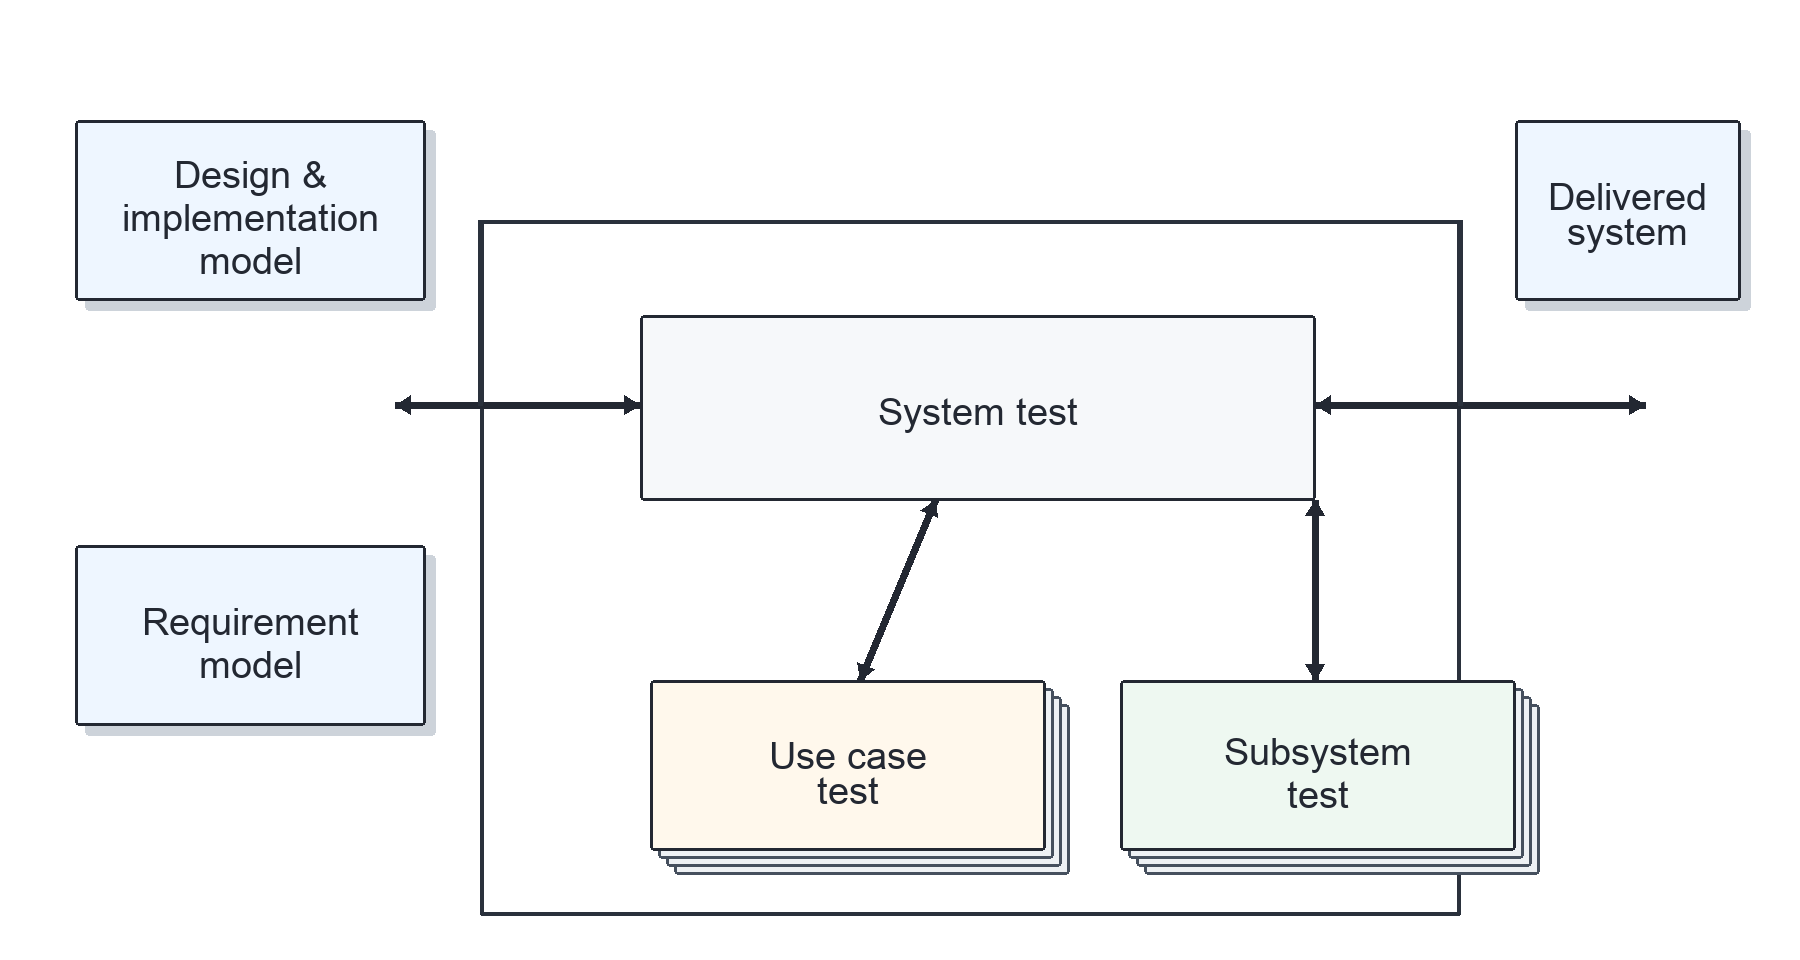 Design &
implementation
model
Delivered
system
System test
Requirement
model
Use case
test
Subsystem
test